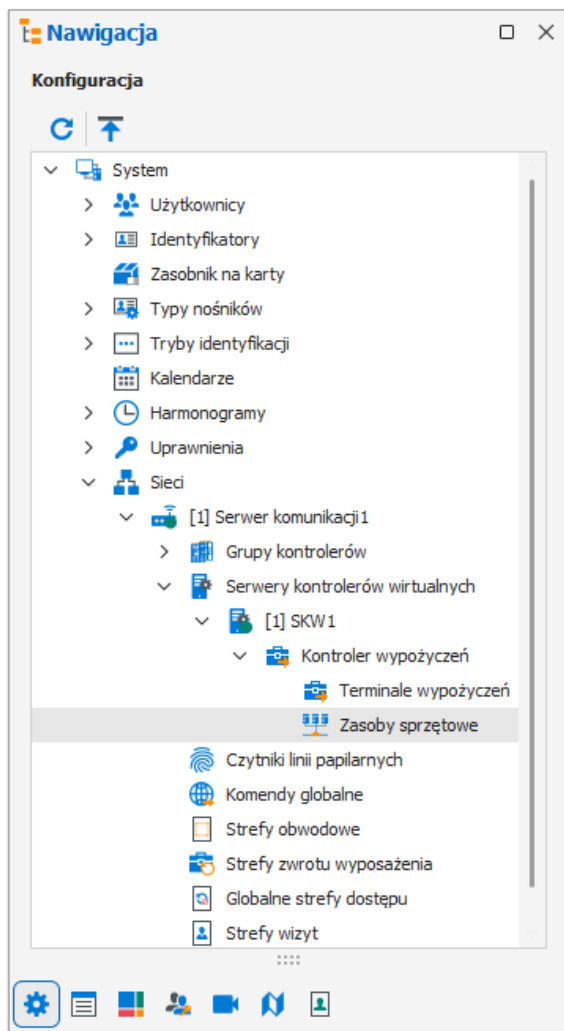 Nawigacja
Konfiguracja
System
Użytkownicy
Identyfikatory
Zasobnik na karty
Typy nośników
Tryby identyfikacji
Kalendarze
Harmonogramy
Uprawnienia
Sieci
[1] Serwer komunikacji1
Grupy kontrolerów
Serwery kontrolerów wirtualnych
[1] SKW1
Kontroler wypożyczeń
Terminale wypożyczeń
Zasoby sprzętowe
Czytniki linii papilarnych
Komendy globalne
Strefy obwodowe
Strefy zwrotu wyposażenia
Globalne strefy dostępu
Strefy wizyt